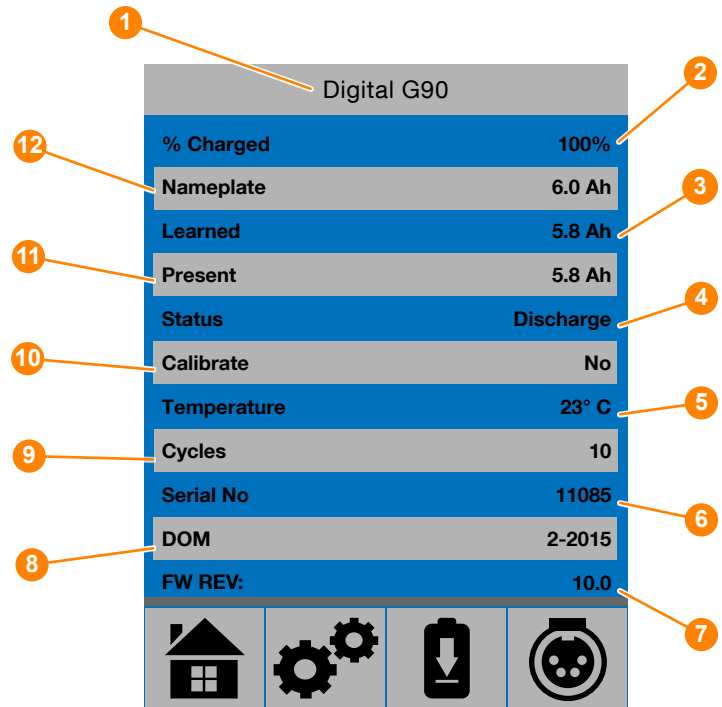 1
Digital G90
2
% Charged 100%
12
Nameplate 6.0 Ah
3
Learned 5.8 Ah
11
Present 5.8 Ah
4
Status Discharge
10
Calibrate No
5
Temperature 23° C
9
Cycles 10
6
Serial No 11085
8
DOM 2-2015
7
FW REV: 10.0